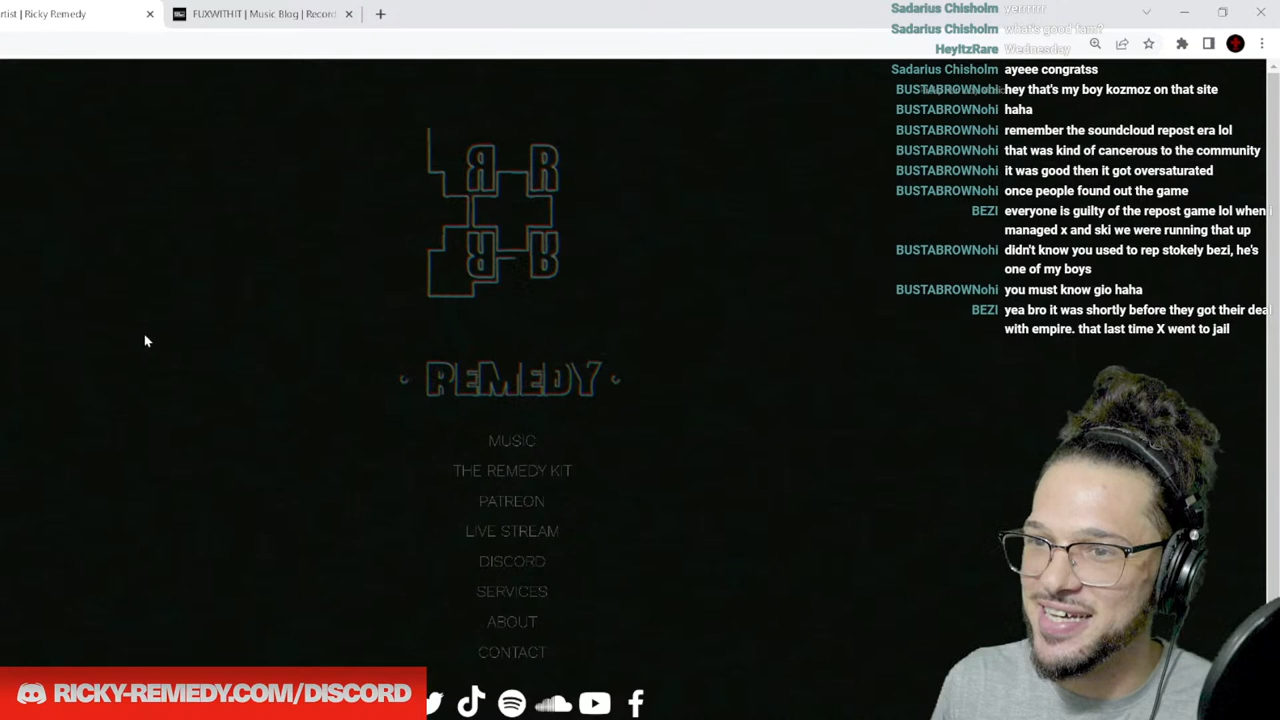 rtist | Ricky Remedy
FUXWITHIT | Music Blog | Record
Sadarius Chisholm yerrrrrr
Sadarius Chisholm what's good fam?
HeyItzRare Wednesday
Sadarius Chisholm ayeee congratss
BUSTABROWNohi hey that's my boy kozmoz on that site
BUSTABROWNohi haha
BUSTABROWNohi remember the soundcloud repost era lol
BUSTABROWNohi that was kind of cancerous to the community
BUSTABROWNohi it was good then it got oversaturated
BUSTABROWNohi once people found out the game
BEZI everyone is guilty of the repost game lol when i
managed x and ski we were running that up
BUSTABROWNohi didn't know you used to rep stokely bezi, he's
one of my boys
BUSTABROWNohi you must know gio haha
BEZI yea bro it was shortly before they got their dea
with empire. that last time X went to jail
REMEDY
MUSIC
THE REMEDY KIT
PATREON
LIVE STREAM
DISCORD
SERVICES
ABOUT
CONTACT
RICKY-REMEDY.COM/DISCORD